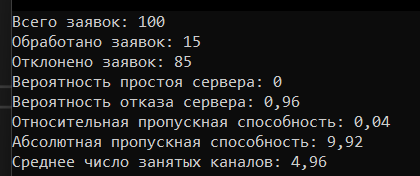 Всего заявок: 100
Обработано заявок: 15
Отклонено заявок: 85
Вероятность простоя сервера: 0
Вероятность отказа сервера: 0,96
Относительная пропускная способность: 0,04
Абсолютная пропускная способность: 9,92
Среднее число занятых каналов: 4,96